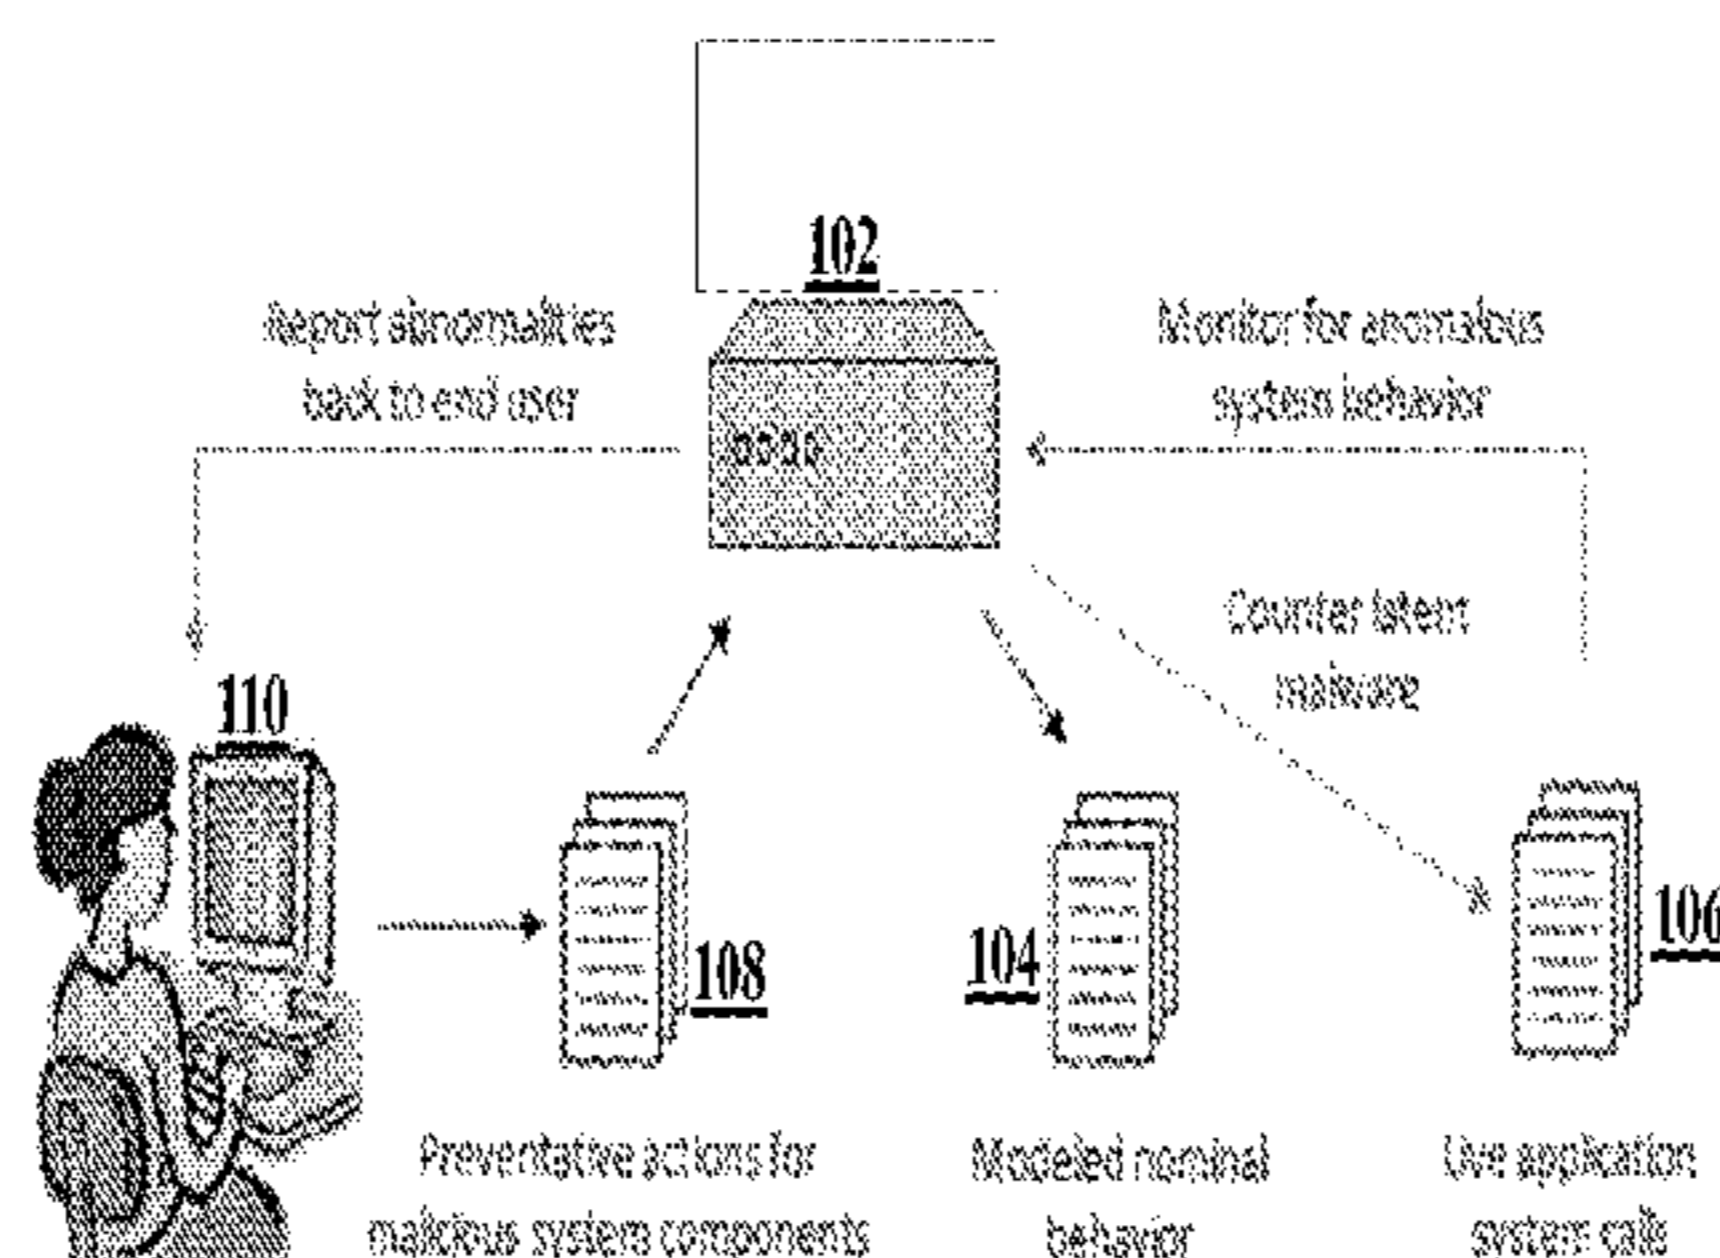 102
Report abnormalities
back to end user
Monitor for anomalous
system behavior
Counter latent
malware
110
108
104
106
Preventative actions for
malicious system components
Modeled nominal
behavior
Live application
system calls